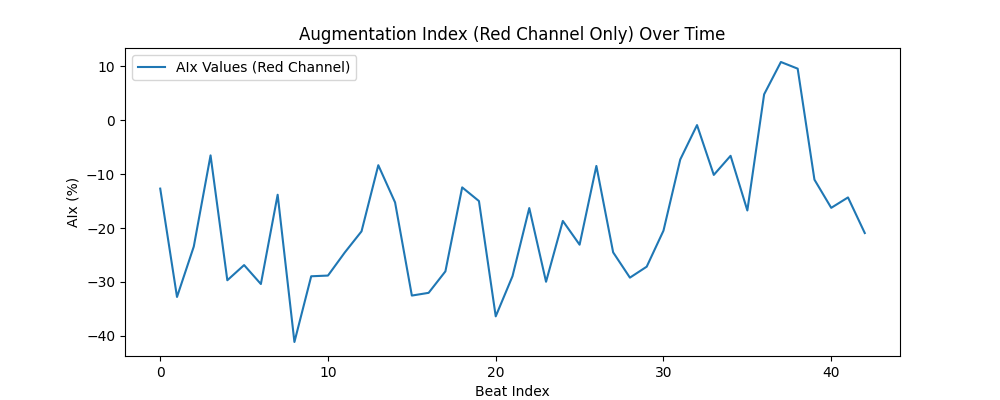 Augmentation Index (Red Channel Only) Over Time
AIx Values (Red Channel)
10
0
−10
−20
−30
−40
AIx (%)
0 10 20 30 40
Beat Index